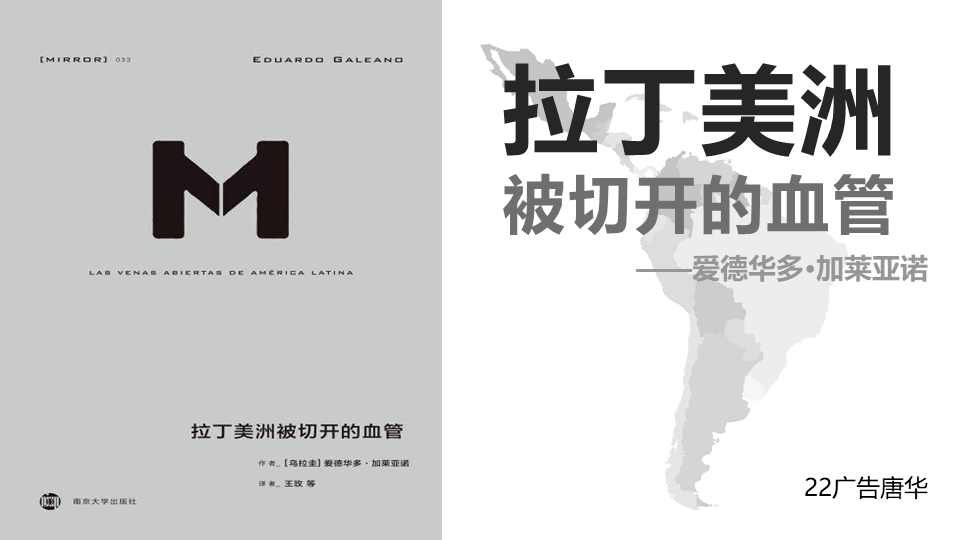 [MIRROR] 033
EDUARDO GALEANO
M
LAS VENAS ABIERTAS DE AMÉRICA LATINA
拉丁美洲被切开的血管
作者_ [乌拉圭] 爱德华多·加莱亚诺
译者_ 王玫 等
南京大学出版社
拉丁美洲
被切开的血管
——爱德华多·加莱亚诺
22广告唐华